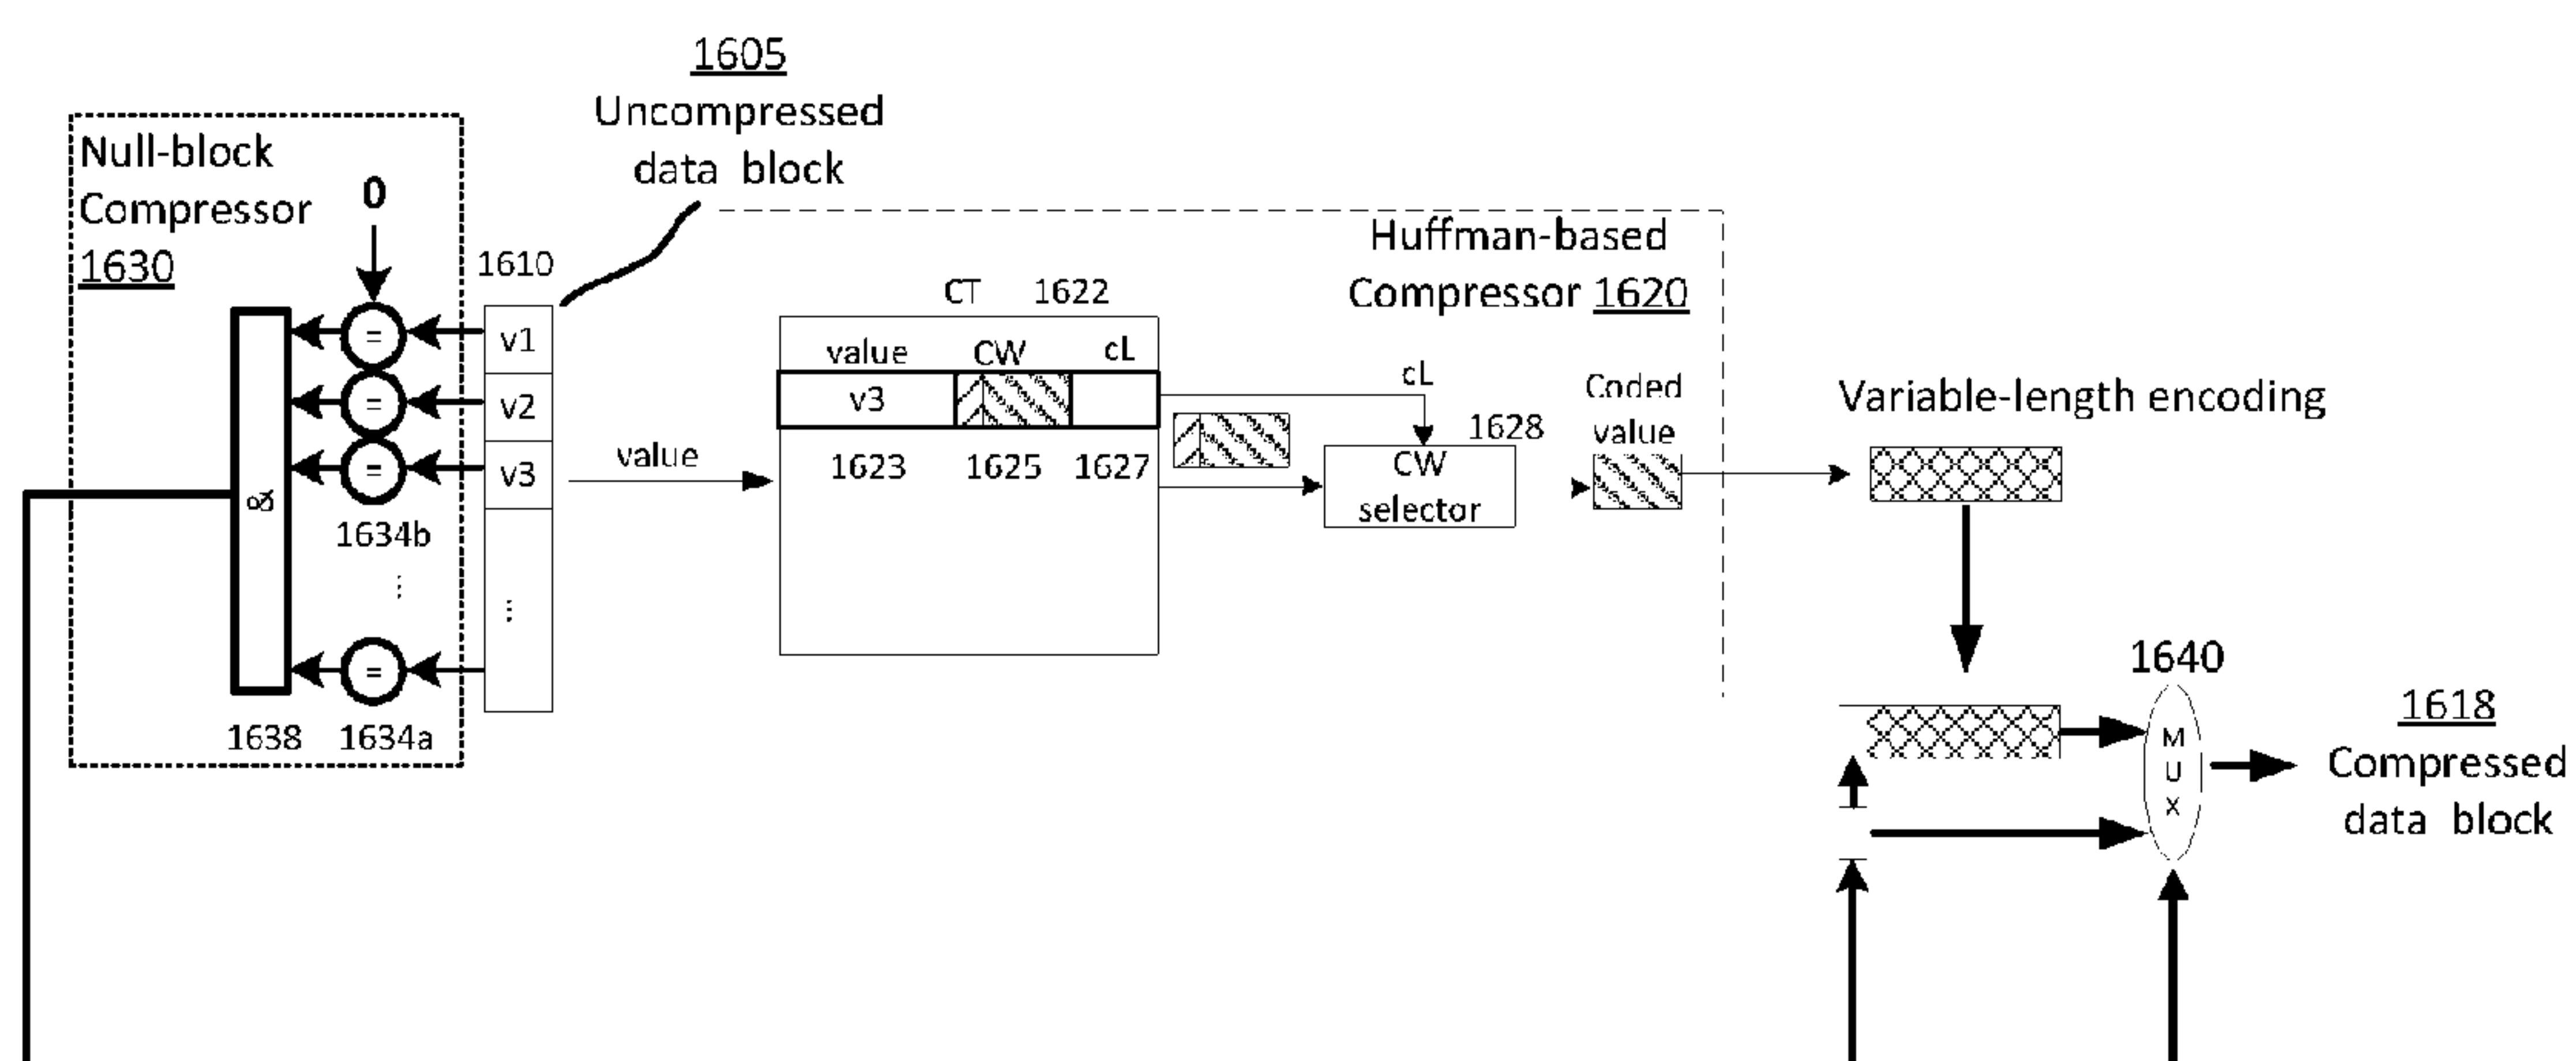 1605
Uncompressed
data block
Null-block
Compressor
1630
0
1610
v1
v2
v3
⋮
=
=
=
=
&
1634b
⋮
1638
1634a
value
Huffman-based
Compressor 1620
CT 1622
value CW cL
v3
1623 1625 1627
cL
1628
CW
selector
Coded
value
Variable-length encoding
1640
M
U
X
1618
Compressed
data block